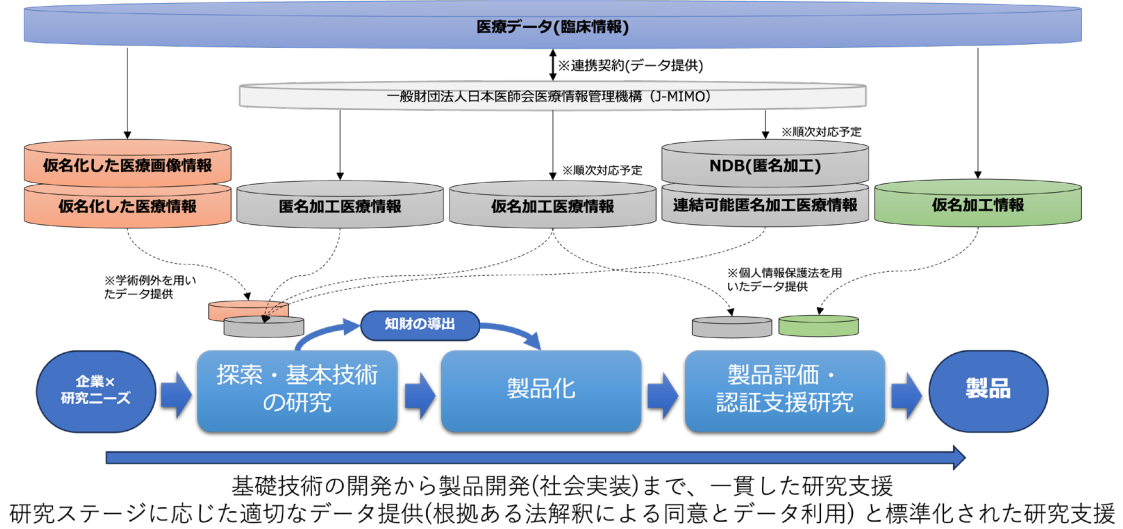 医療データ(臨床情報)
※連携契約(データ提供)
一般財団法人日本医師会医療情報管理機構（J-MIMO）
※順次対応予定
仮名化した医療画像情報
NDB(匿名加工)
※順次対応予定
仮名化した医療情報
匿名加工医療情報
仮名加工医療情報
連結可能匿名加工医療情報
仮名加工情報
※学術例外を用い
たデータ提供
※個人情報保護法を用
いたデータ提供
知財の導出
企業×
研究ニーズ
探索・基本技術
の研究
製品化
製品評価・
認証支援研究
製品
基礎技術の開発から製品開発(社会実装)まで、一貫した研究支援
研究ステージに応じた適切なデータ提供(根拠ある法解釈による同意とデータ利用) と標準化された研究支援